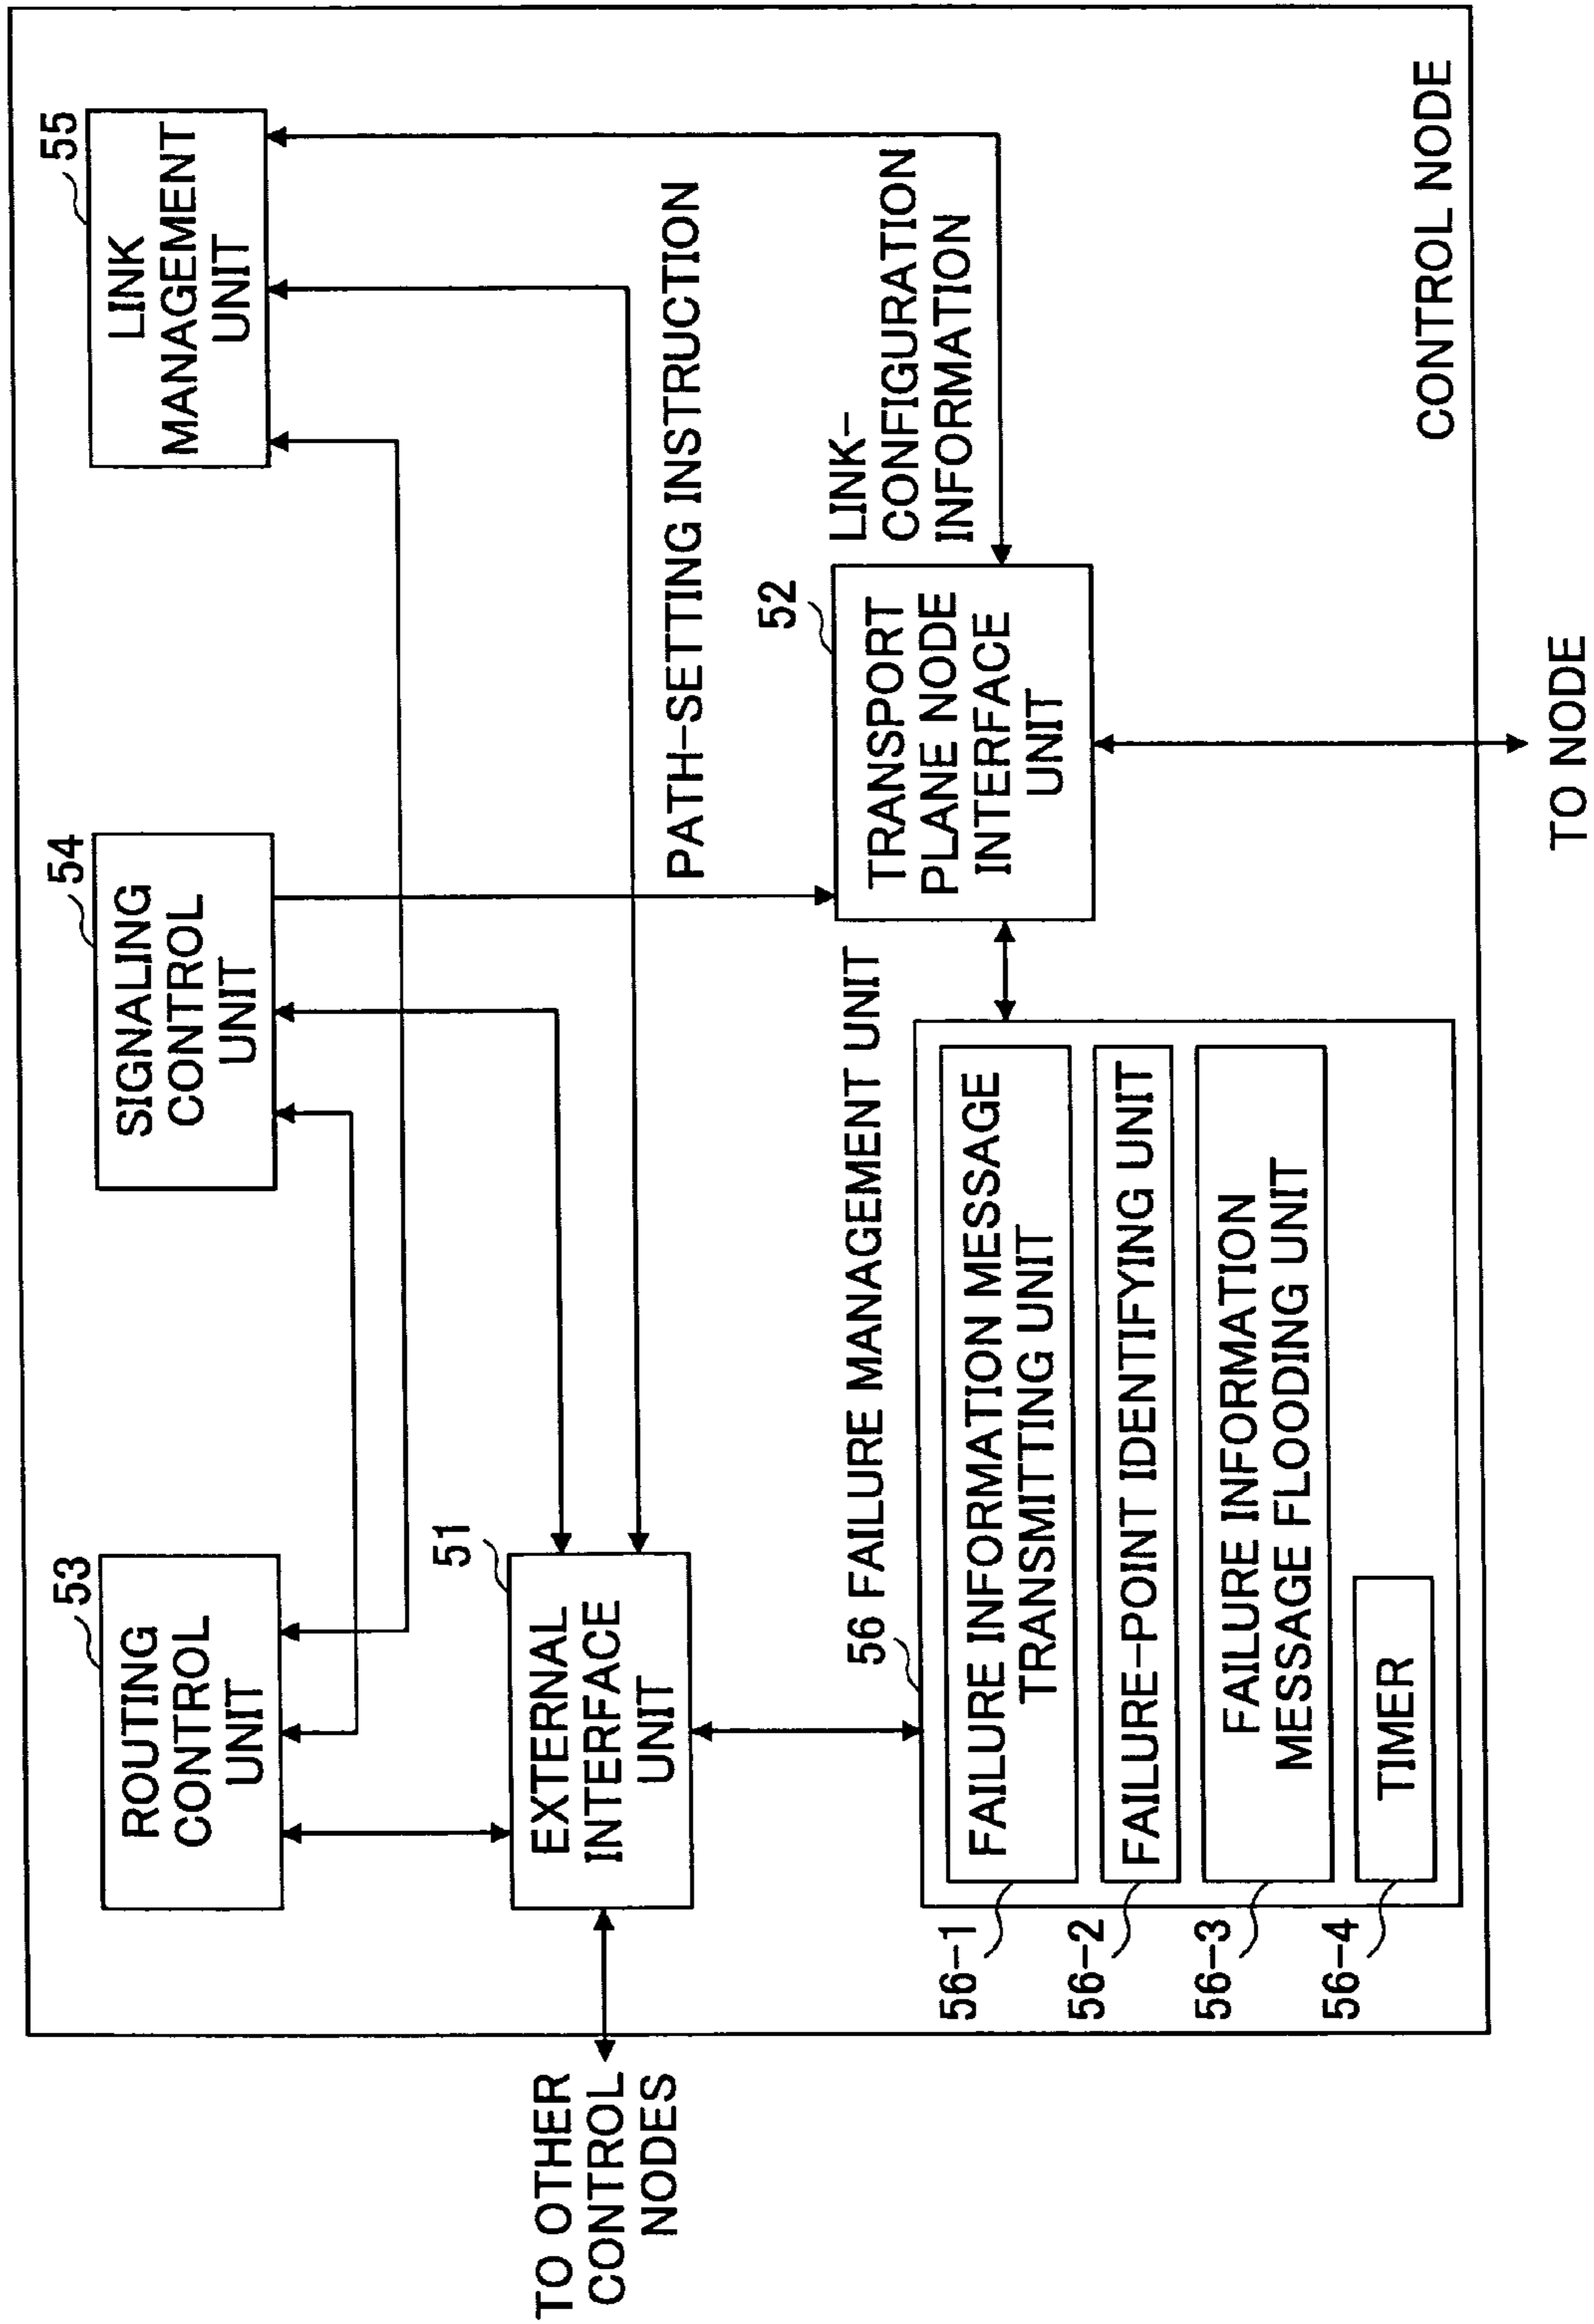 53
ROUTING
CONTROL
UNIT
54
SIGNALING
CONTROL
UNIT
55
LINK
MANAGEMENT
UNIT
TO OTHER
CONTROL
NODES
51
EXTERNAL
INTERFACE
UNIT
PATH-SETTING INSTRUCTION
52
TRANSPORT
PLANE NODE
INTERFACE
UNIT
LINK-
CONFIGURATION
INFORMATION
56 FAILURE MANAGEMENT UNIT
56-1
FAILURE INFORMATION MESSAGE
TRANSMITTING UNIT
56-2
FAILURE-POINT IDENTIFYING UNIT
56-3
FAILURE INFORMATION
MESSAGE FLOODING UNIT
56-4
TIMER
CONTROL NODE
TO NODE